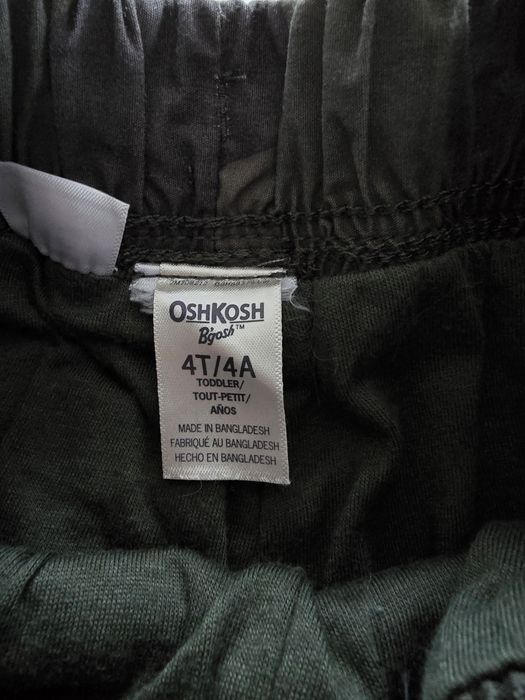 OSHKOSH
B'gosh™
4T/4A
TODDLER/
TOUT-PETIT/
AÑOS
MADE IN BANGLADESH
FABRIQUÉ AU BANGLADESH
HECHO EN BANGLADESH